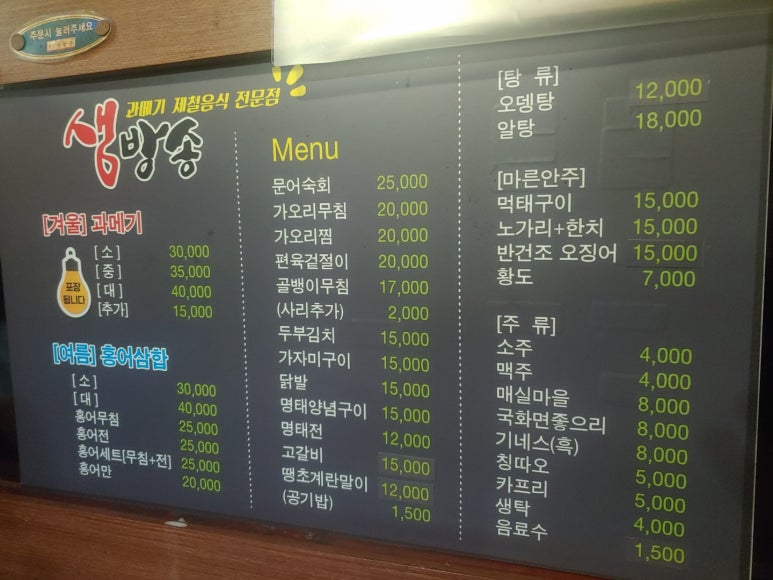 주문시 눌러주세요
과메기 제철음식 전문점
생방송
[겨울] 과메기
포장
됩니다
[소] 30,000
[중] 35,000
[대] 40,000
[추가] 15,000
[여름] 홍어삼합
[소] 30,000
[대] 40,000
홍어무침 25,000
홍어전 25,000
홍어세트[무침+전] 25,000
홍어만 20,000
Menu
문어숙회 25,000
가오리무침 20,000
가오리찜 20,000
편육겉절이 20,000
골뱅이무침 17,000
(사리추가) 2,000
두부김치 15,000
가자미구이 15,000
닭발 15,000
명태양념구이 15,000
명태전 12,000
고갈비 15,000
땡초계란말이 12,000
(공기밥) 1,500
[탕 류]
오뎅탕 12,000
알탕 18,000
[마른안주]
먹태구이 15,000
노가리+한치 15,000
반건조 오징어 15,000
황도 7,000
[주 류]
소주 4,000
맥주 4,000
매실마을 8,000
국화면좋으리 8,000
기네스(흑) 8,000
칭따오 5,000
카프리 5,000
생탁 4,000
음료수 1,500